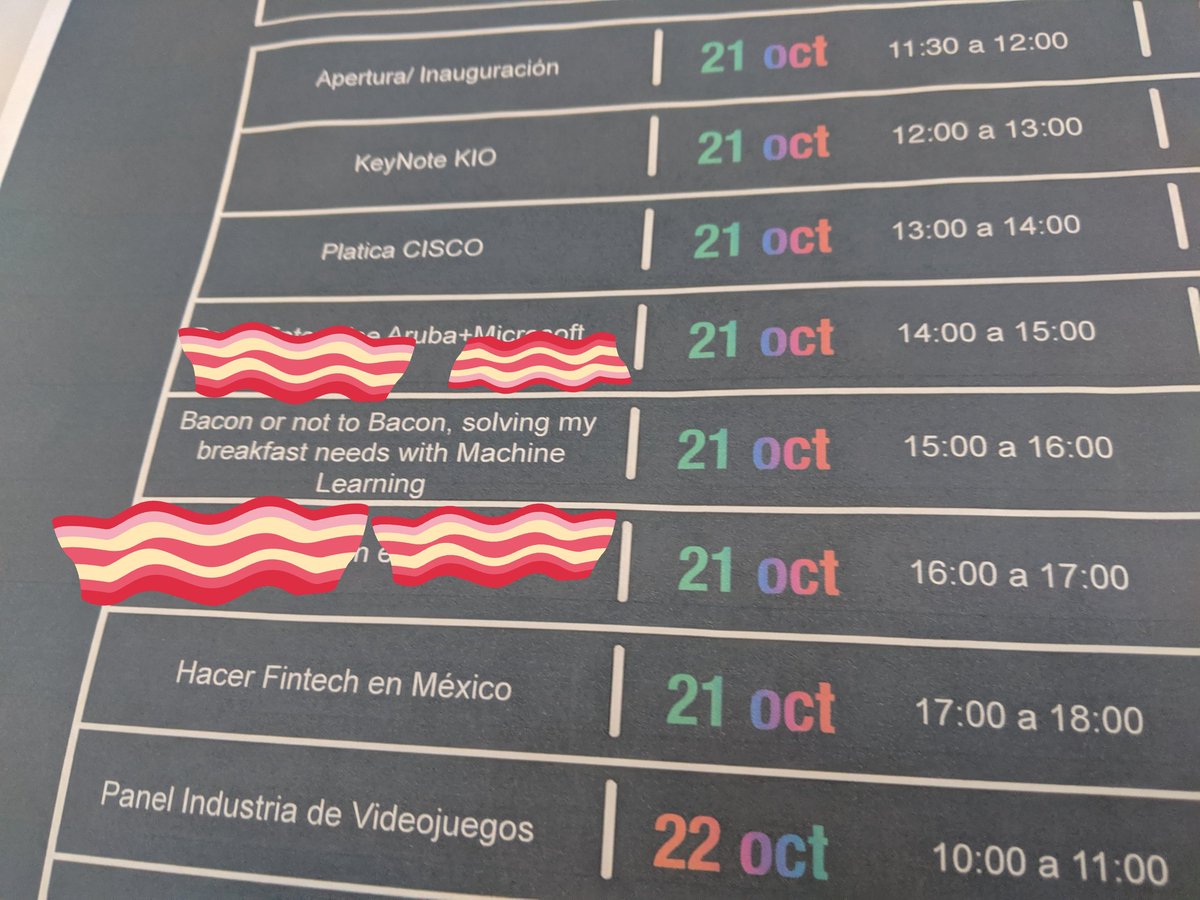 Apertura/ Inauguración 21 oct 11:30 a 12:00
KeyNote KIO 21 oct 12:00 a 13:00
Platica CISCO 21 oct 13:00 a 14:00
Aruba+Microsoft 21 oct 14:00 a 15:00
Bacon or not to Bacon, solving my
breakfast needs with Machine
Learning
21 oct 15:00 a 16:00
21 oct 16:00 a 17:00
Hacer Fintech en México 21 oct 17:00 a 18:00
Panel Industria de Videojuegos 22 oct 10:00 a 11:00